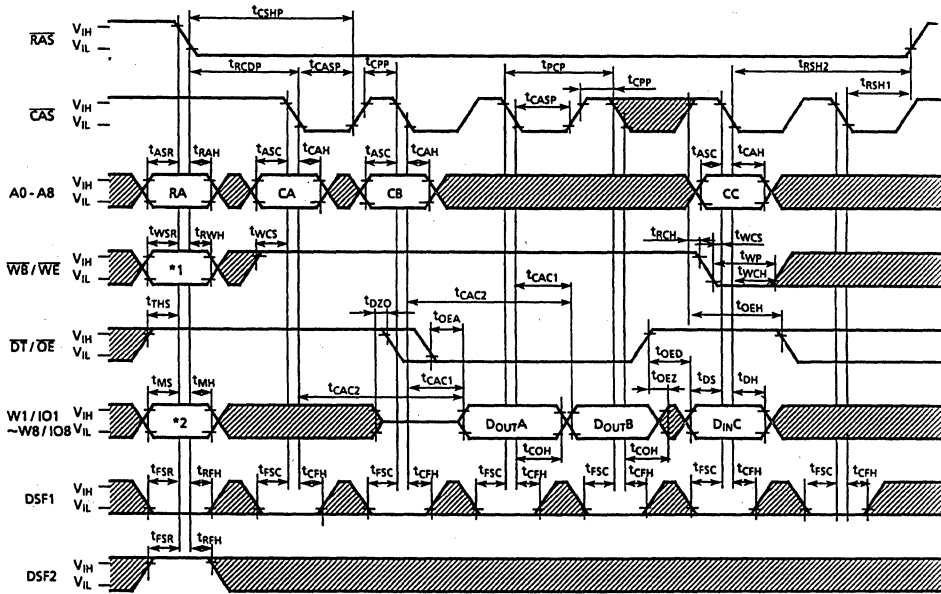 tCSHP
RAS VIH
VIL
tRCDP tCASP tCPP tPCP tCPP tRSH2
CAS VIH
VIL
tCASP tRSH1
tASR tRAH tASC tCAH tASC tCAH tASC tCAH
A0 - A8 VIH
VIL
RA CA CB CC
tWSR tRWH tWCS tRCH tWCS
WB / WE VIH
VIL
*1 tWP
tWCH
tTHS tDZO tCAC2 tCAC1 tOEH
tOEA
DT / OE VIH
VIL
tOED
tMS tMH tCAC2 tCAC1 tOEZ tDS tDH
W1 / IO1
~W8 / IO8
VIH
VIL
*2 DOUTA DOUTB DINC
tCOH tCOH
tFSR tRFH tFSC tCFH tFSC tCFH tFSC tCFH tFSC tCFH tFSC tCFH tFSC tCFH
DSF1 VIH
VIL
tFSR tRFH
DSF2 VIH
VIL